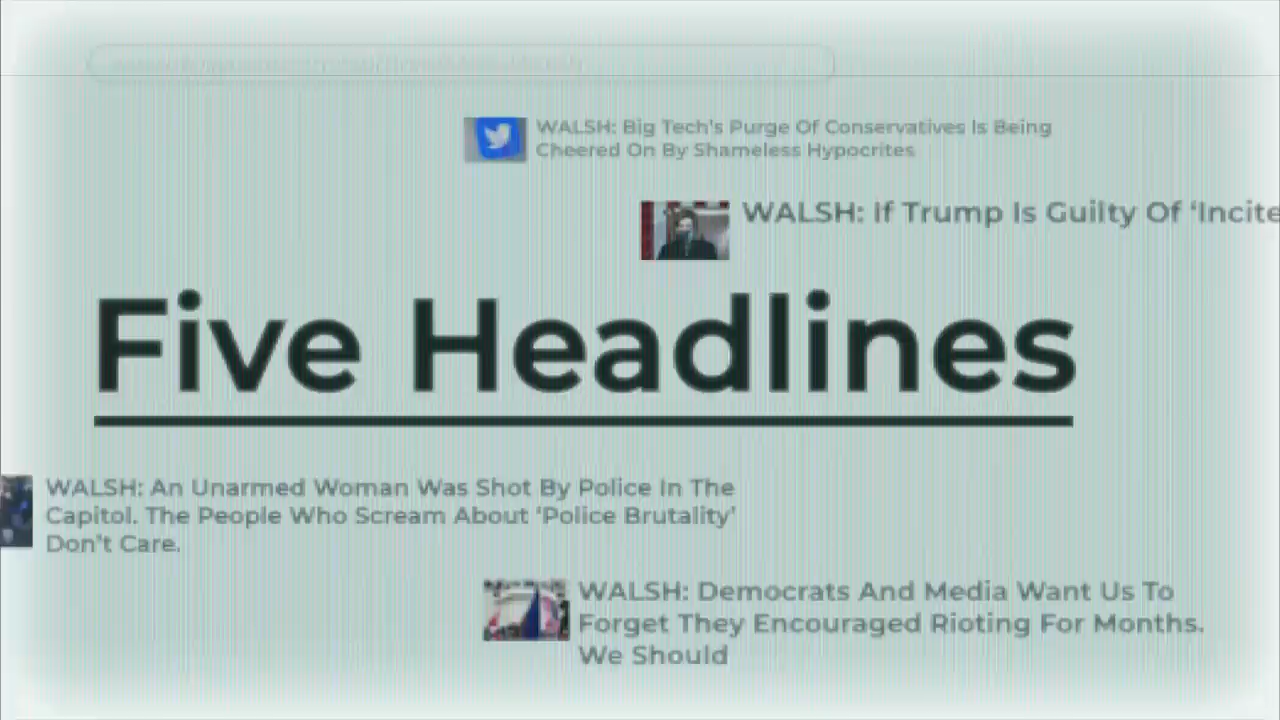 WALSH: Big Tech's Purge Of Conservatives Is Being
Cheered On By Shameless Hypocrites
WALSH: If Trump Is Guilty Of ‘Incite
Five Headlines
WALSH: An Unarmed Woman Was Shot By Police In The
Capitol. The People Who Scream About ‘Police Brutality’
Don't Care.
WALSH: Democrats And Media Want Us To
Forget They Encouraged Rioting For Months.
We Should